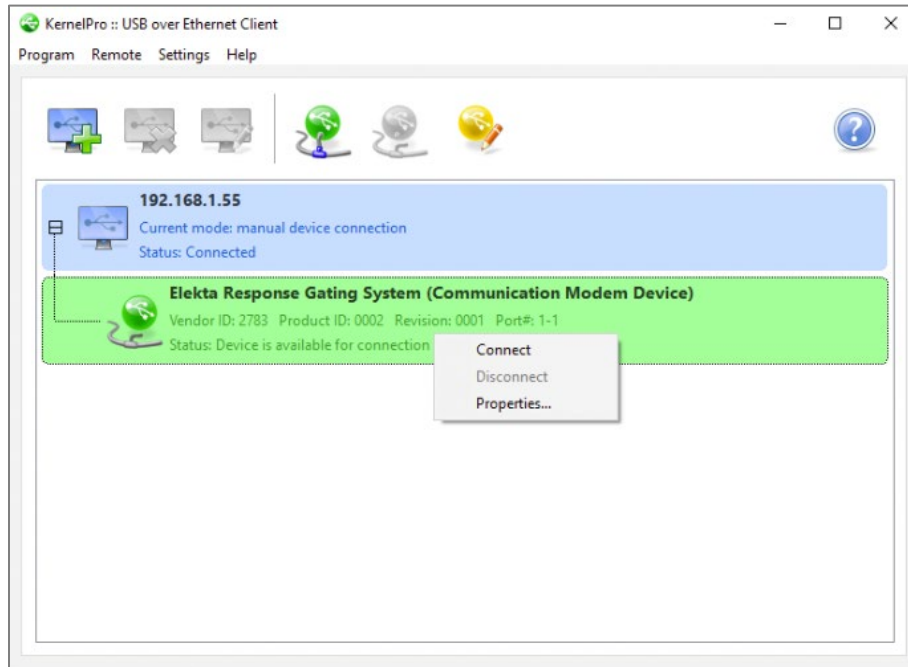 KernelPro :: USB over Ethernet Client
Program Remote Settings Help
192.168.1.55
Current mode: manual device connection
Status: Connected
Elekta Response Gating System (Communication Modem Device)
Vendor ID: 2783 Product ID: 0002 Revision: 0001 Port#: 1-1
Status: Device is available for connection
Connect
Disconnect
Properties...